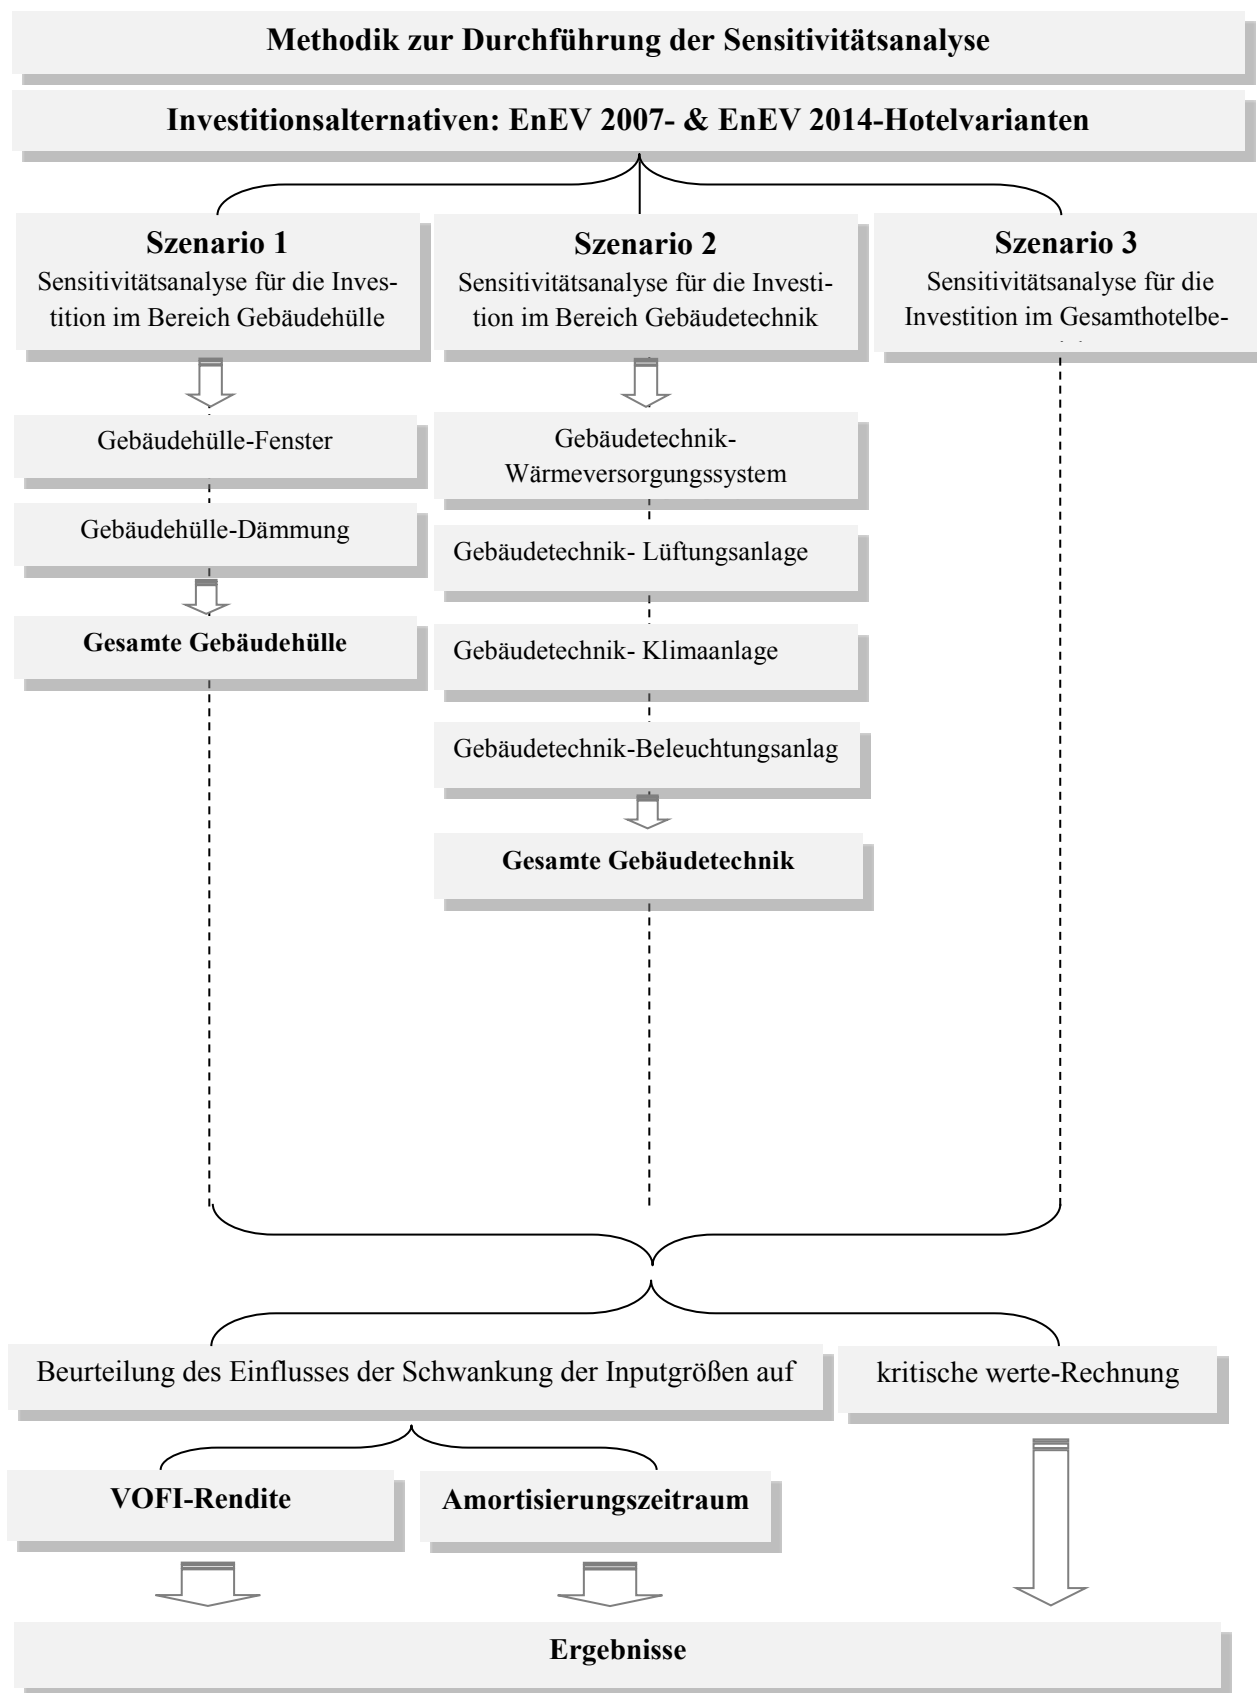 Methodik zur Durchführung der Sensitivitätsanalyse
Investitionsalternativen: EnEV 2007- & EnEV 2014-Hotelvarianten
Szenario 1
Sensitivitätsanalyse für die Inves-
tition im Bereich Gebäudehülle
Szenario 2
Sensitivitätsanalyse für die Investi-
tion im Bereich Gebäudetechnik
Szenario 3
Sensitivitätsanalyse für die
Investition im Gesamthotelbe-
Gebäudehülle-Fenster
Gebäudehülle-Dämmung
Gesamte Gebäudehülle
Gebäudetechnik-
Wärmeversorgungssystem
Gebäudetechnik- Lüftungsanlage
Gebäudetechnik- Klimaanlage
Gebäudetechnik-Beleuchtungsanlag
Gesamte Gebäudetechnik
Beurteilung des Einflusses der Schwankung der Inputgrößen auf
kritische werte-Rechnung
VOFI-Rendite
Amortisierungszeitraum
Ergebnisse